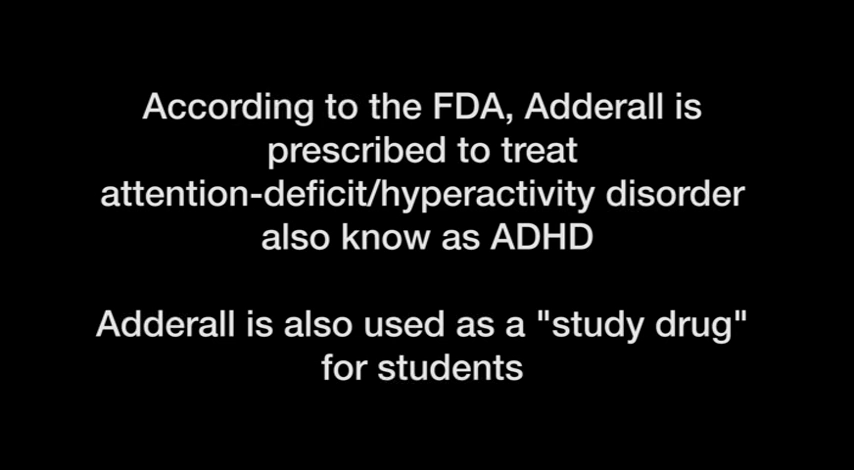 According to the FDA, Adderall is
prescribed to treat
attention-deficit/hyperactivity disorder
also know as ADHD
Adderall is also used as a "study drug"
for students